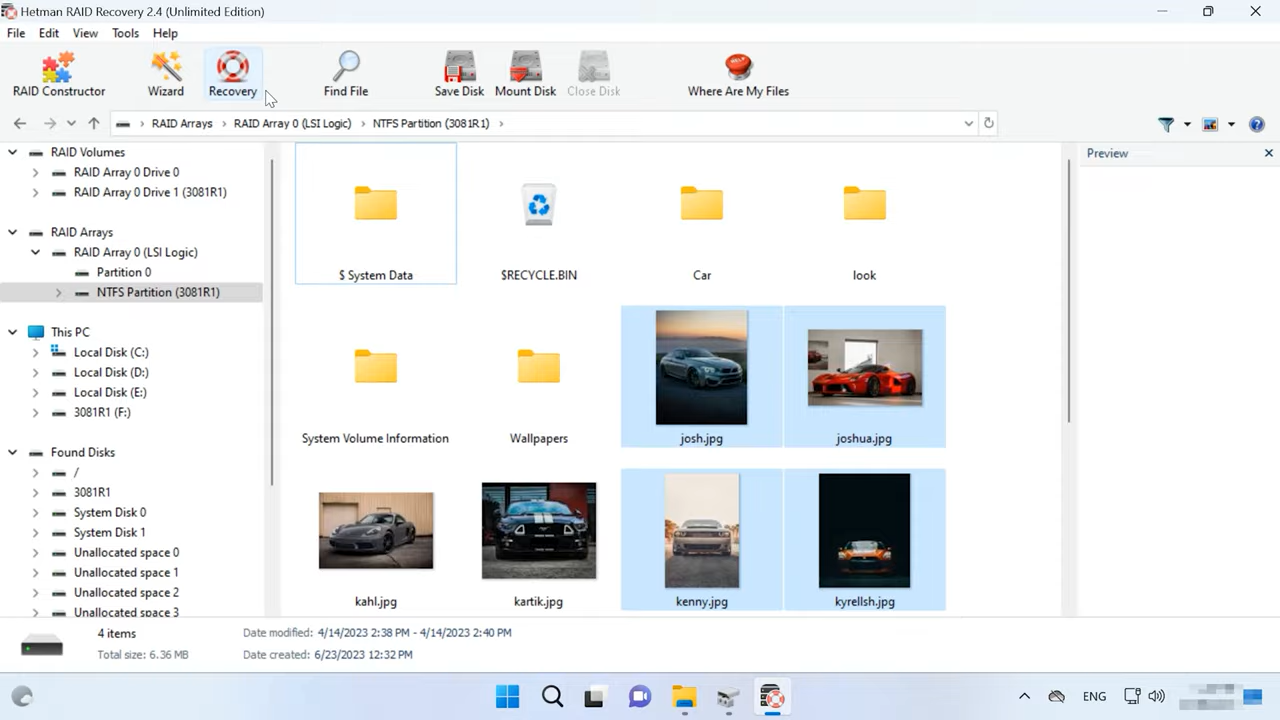 Hetman RAID Recovery 2.4 (Unlimited Edition)
File Edit View Tools Help
RAID Constructor Wizard Recovery Find File Save Disk Mount Disk Close Disk Where Are My Files
RAID Arrays RAID Array 0 (LSI Logic) NTFS Partition (3081R1)
RAID Volumes
RAID Array 0 Drive 0
RAID Array 0 Drive 1 (3081R1)
RAID Arrays
RAID Array 0 (LSI Logic)
Partition 0
NTFS Partition (3081R1)
This PC
Local Disk (C:)
Local Disk (D:)
Local Disk (E:)
3081R1 (F:)
Found Disks
/
3081R1
System Disk 0
System Disk 1
Unallocated space 0
Unallocated space 1
Unallocated space 2
Unallocated space 3
$ System Data $RECYCLE.BIN Car look
System Volume Information Wallpapers josh.jpg joshua.jpg
kahl.jpg kartik.jpg kenny.jpg kyrellsh.jpg
Preview
4 items Date modified: 4/14/2023 2:38 PM - 4/14/2023 2:40 PM
Total size: 6.36 MB Date created: 6/23/2023 12:32 PM
ENG